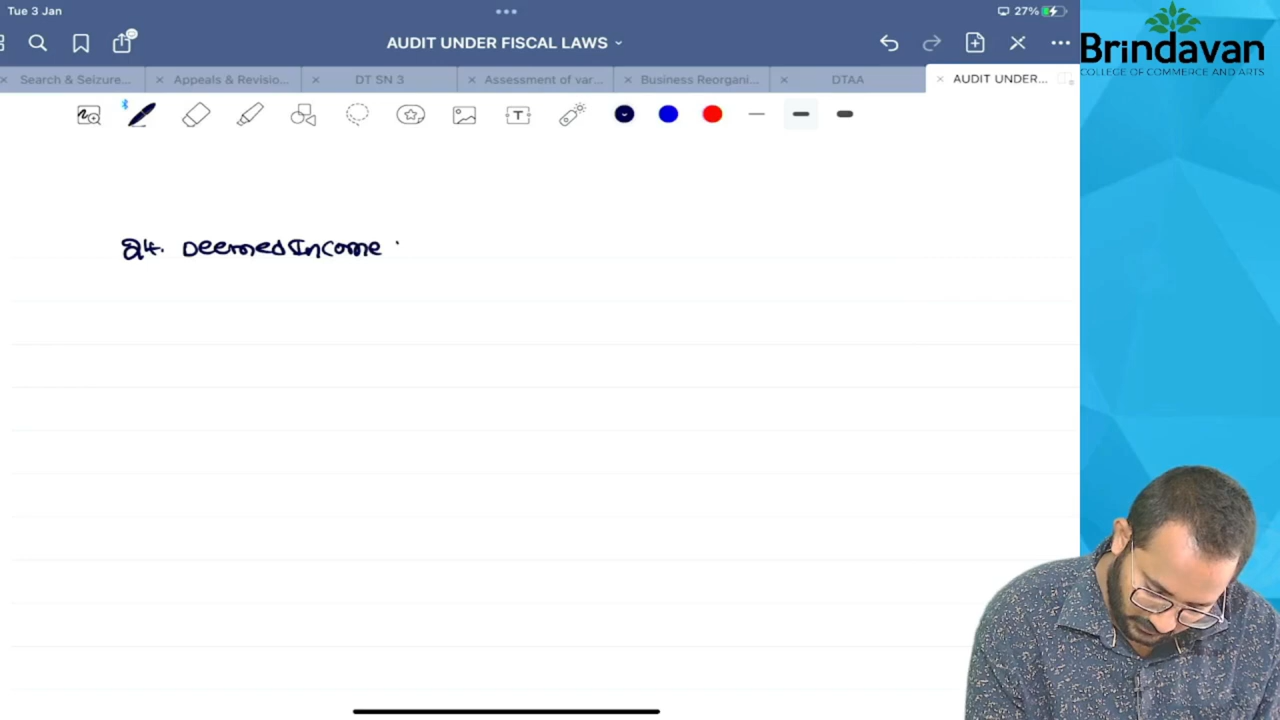 Tue 3 Jan
27%
AUDIT UNDER FISCAL LAWS
Brindavan
COLLEGE OF COMMERCE AND ARTS
Search & Seizure...
Appeals & Revisio...
DT SN 3
Assessment of var...
Business Reorgani...
DTAA
AUDIT UNDER...
T
24. Deemed Income